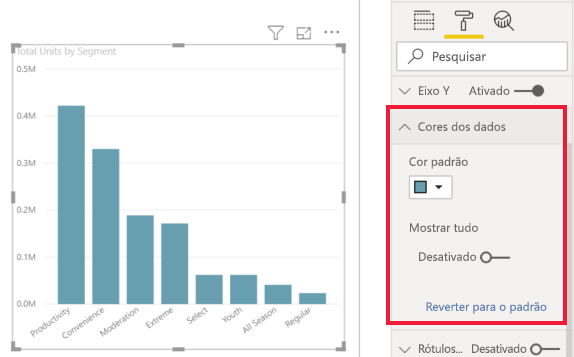 Total Units by Segment
0.5M
0.4M
0.3M
0.2M
0.1M
0.0M
Productivity
Convenience
Moderation
Extreme
Select
Youth
All Season
Regular
Pesquisar
Eixo Y Ativado
Cores dos dados
Cor padrão
Mostrar tudo
Desativado
Reverter para o padrão
Rótulos... Desativado